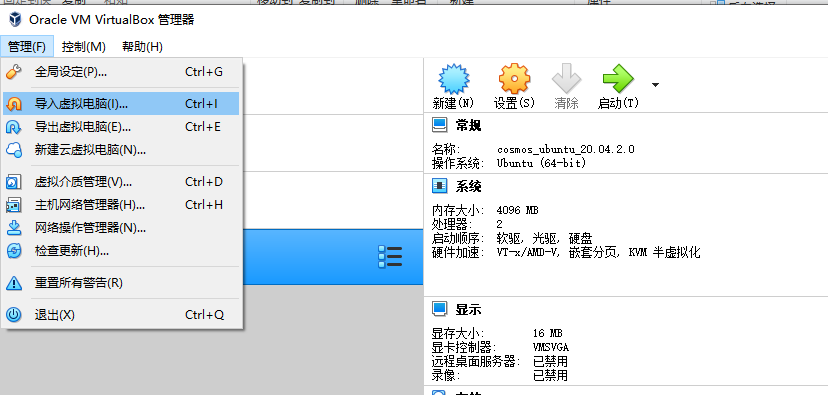 Oracle VM VirtualBox 管理器
管理(F) 控制(M) 帮助(H)
全局设定(P)... Ctrl+G
导入虚拟电脑(I)... Ctrl+I
导出虚拟电脑(E)... Ctrl+E
新建云虚拟电脑(N)...
虚拟介质管理(V)... Ctrl+D
主机网络管理器(H)... Ctrl+H
网络操作管理器(N)...
检查更新(H)...
重置所有警告(R)
退出(X) Ctrl+Q
新建(N) 设置(S) 清除 启动(T)
常规
名称: cosmos_ubuntu_20.04.2.0
操作系统: Ubuntu (64-bit)
系统
内存大小: 4096 MB
处理器: 2
启动顺序: 软驱, 光驱, 硬盘
硬件加速: VT-x/AMD-V, 嵌套分页, KVM 半虚拟化
显示
显存大小: 16 MB
显卡控制器: VMSVGA
远程桌面服务器: 已禁用
录像: 已禁用